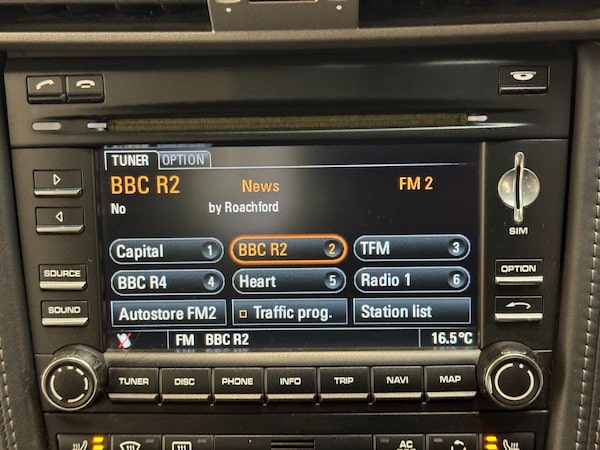 TUNER OPTION
BBC R2 News FM 2
No by Roachford
SIM
Capital 1 BBC R2 2 TFM 3
BBC R4 4 Heart 5 Radio 1 6
Autostore FM2 Traffic prog. Station list
FM BBC R2 16.5°C
SOURCE
SOUND
OPTION
TUNER DISC PHONE INFO TRIP NAVI MAP
AC